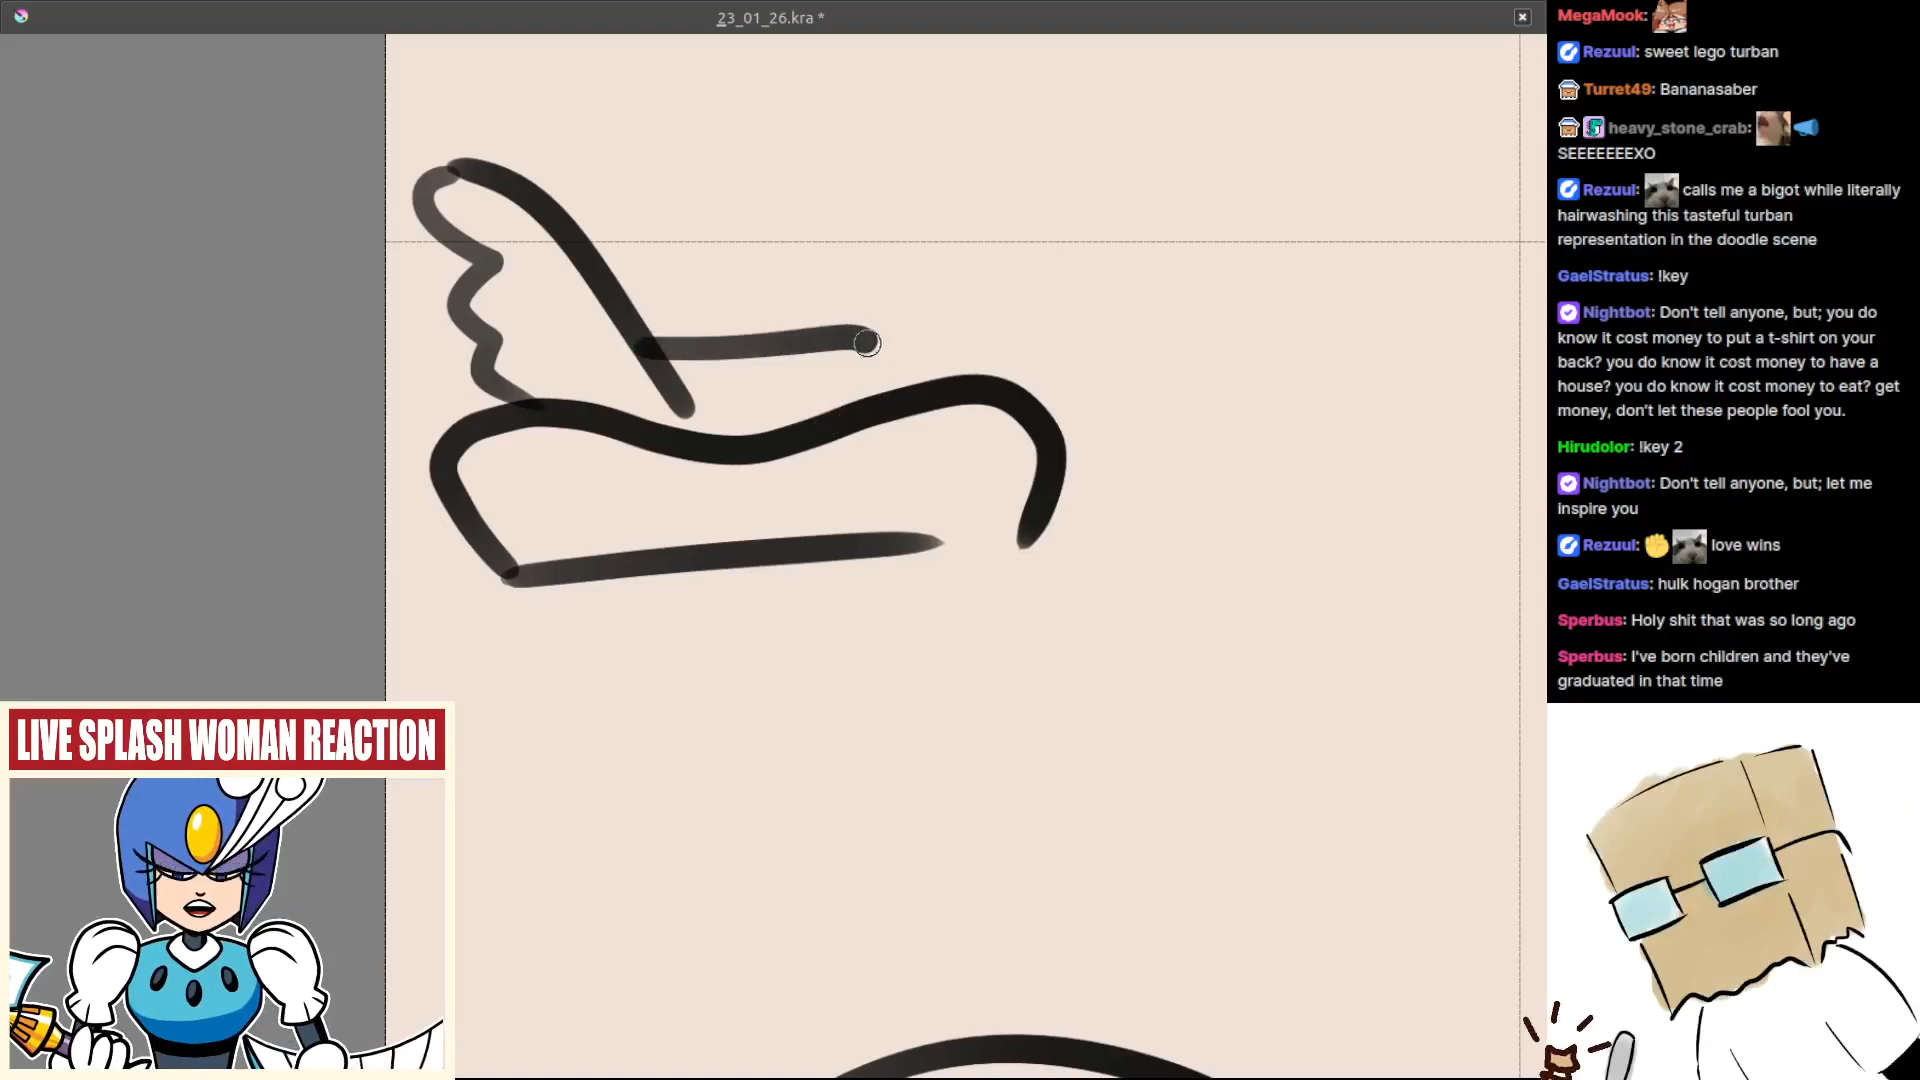 23_01_26.kra *
MegaMook:
Rezuul: sweet lego turban
Turret49: Bananasaber
heavy_stone_crab:
SEEEEEEEXO
Rezuul: calls me a bigot while literally
hairwashing this tasteful turban
representation in the doodle scene
GaelStratus: !key
Nightbot: Don't tell anyone, but; you do
know it cost money to put a t-shirt on your
back? you do know it cost money to have a
house? you do know it cost money to eat? get
money, don't let these people fool you.
Hirudolor: !key 2
Nightbot: Don't tell anyone, but; let me
inspire you
Rezuul: love wins
GaelStratus: hulk hogan brother
Sperbus: Holy shit that was so long ago
Sperbus: I've born children and they've
graduated in that time
LIVE SPLASH WOMAN REACTION